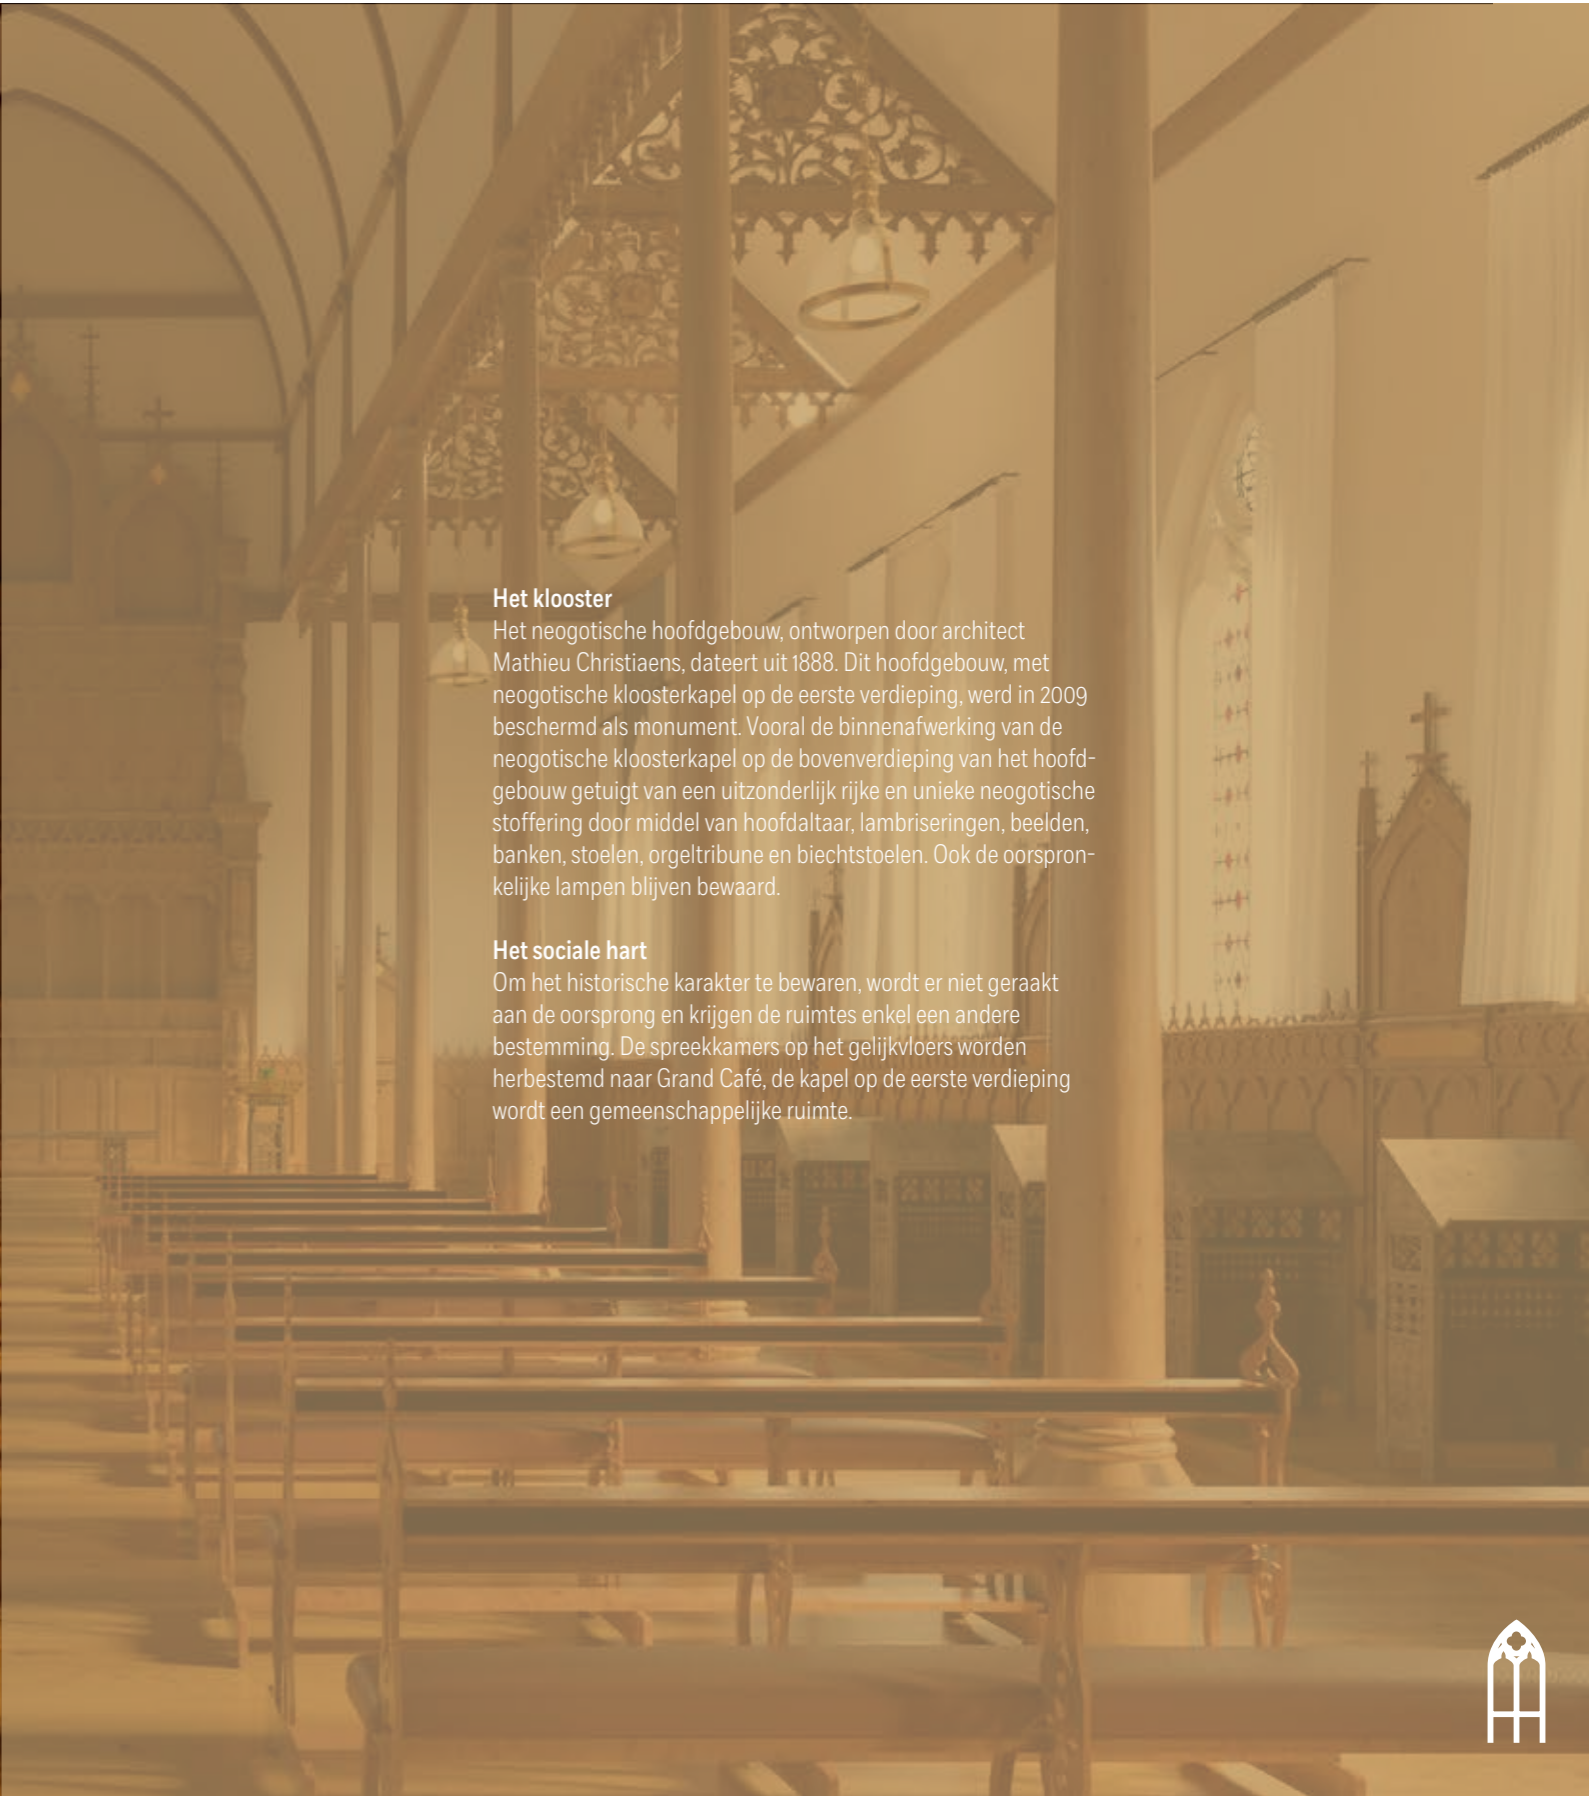 Het klooster
Het neogotische hoofdgebouw, ontworpen door architect
Mathieu Christiaens, dateert uit 1888. Dit hoofdgebouw, met
neogotische kloosterkapel op de eerste verdieping, werd in 2009
beschermd als monument. Vooral de binnenafwerking van de
neogotische kloosterkapel op de bovenverdieping van het hoofd-
gebouw getuigt van een uitzonderlijk rijke en unieke neogotische
stoffering door middel van hoofdaltaar, lambriseringen, beelden,
banken, stoelen, orgeltribune en biechtstoelen. Ook de oorspron-
kelijke lampen blijven bewaard.

Het sociale hart
Om het historische karakter te bewaren, wordt er niet geraakt
aan de oorsprong en krijgen de ruimtes enkel een andere
bestemming. De spreekkamers op het gelijkvloers worden
herbestemd naar Grand Café, de kapel op de eerste verdieping
wordt een gemeenschappelijke ruimte.